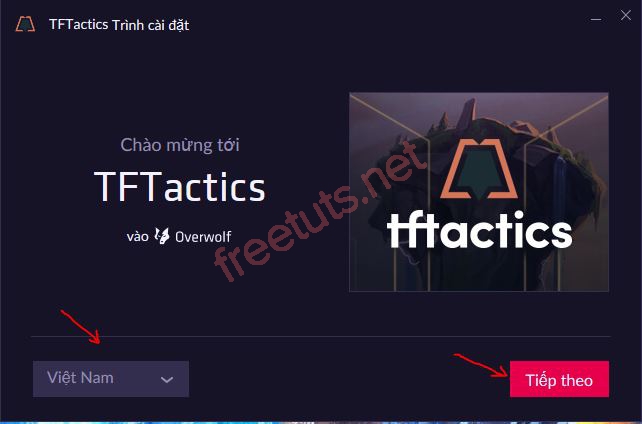 TFTactics Trình cài đặt
Chào mừng tới
TFTactics
vào Overwolf
tftactics
freetuts.net
Việt Nam
Tiếp theo